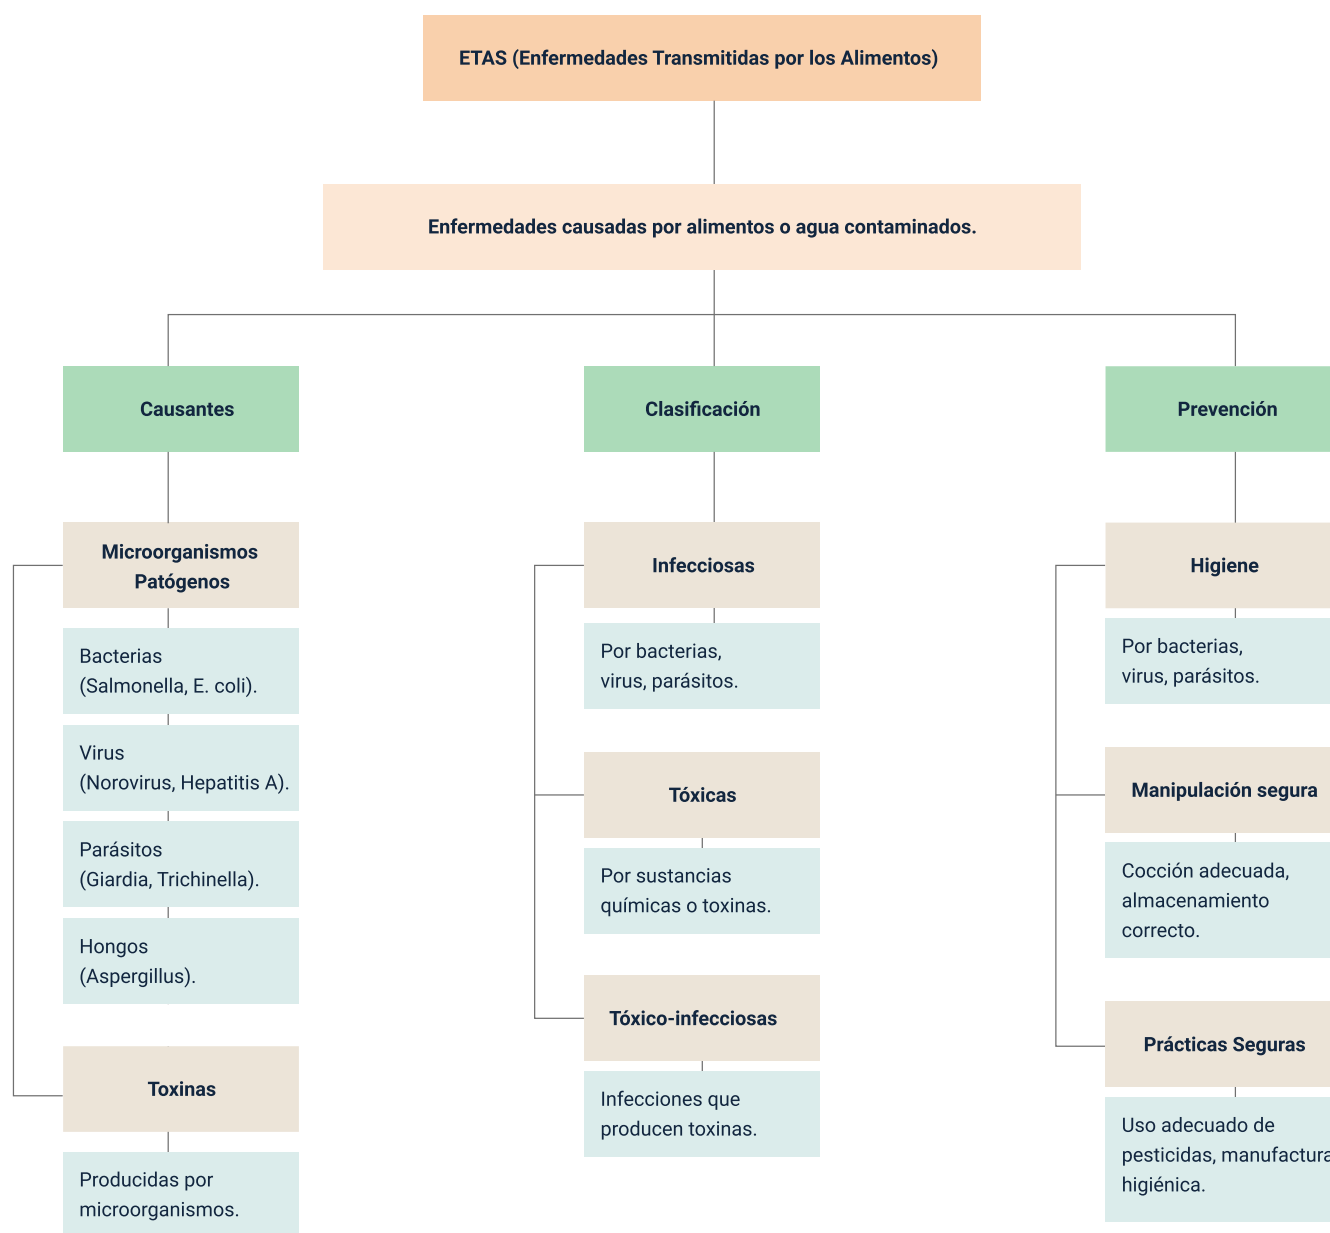 ETAS (Enfermedades Transmitidas por los Alimentos)
Enfermedades causadas por alimentos o agua contaminados.
Causantes
Microorganismos
Patógenos
Bacterias
(Salmonella, E. coli).
Virus
(Norovirus, Hepatitis A).
Parásitos
(Giardia, Trichinella).
Hongos
(Aspergillus).
Toxinas
Producidas por
microorganismos.
Clasificación
Infecciosas
Por bacterias,
virus, parásitos.
Tóxicas
Por sustancias
químicas o toxinas.
Tóxico-infecciosas
Infecciones que
producen toxinas.
Prevención
Higiene
Por bacterias,
virus, parásitos.
Manipulación segura
Cocción adecuada,
almacenamiento
correcto.
Prácticas Seguras
Uso adecuado de
pesticidas, manufactura
higiénica.